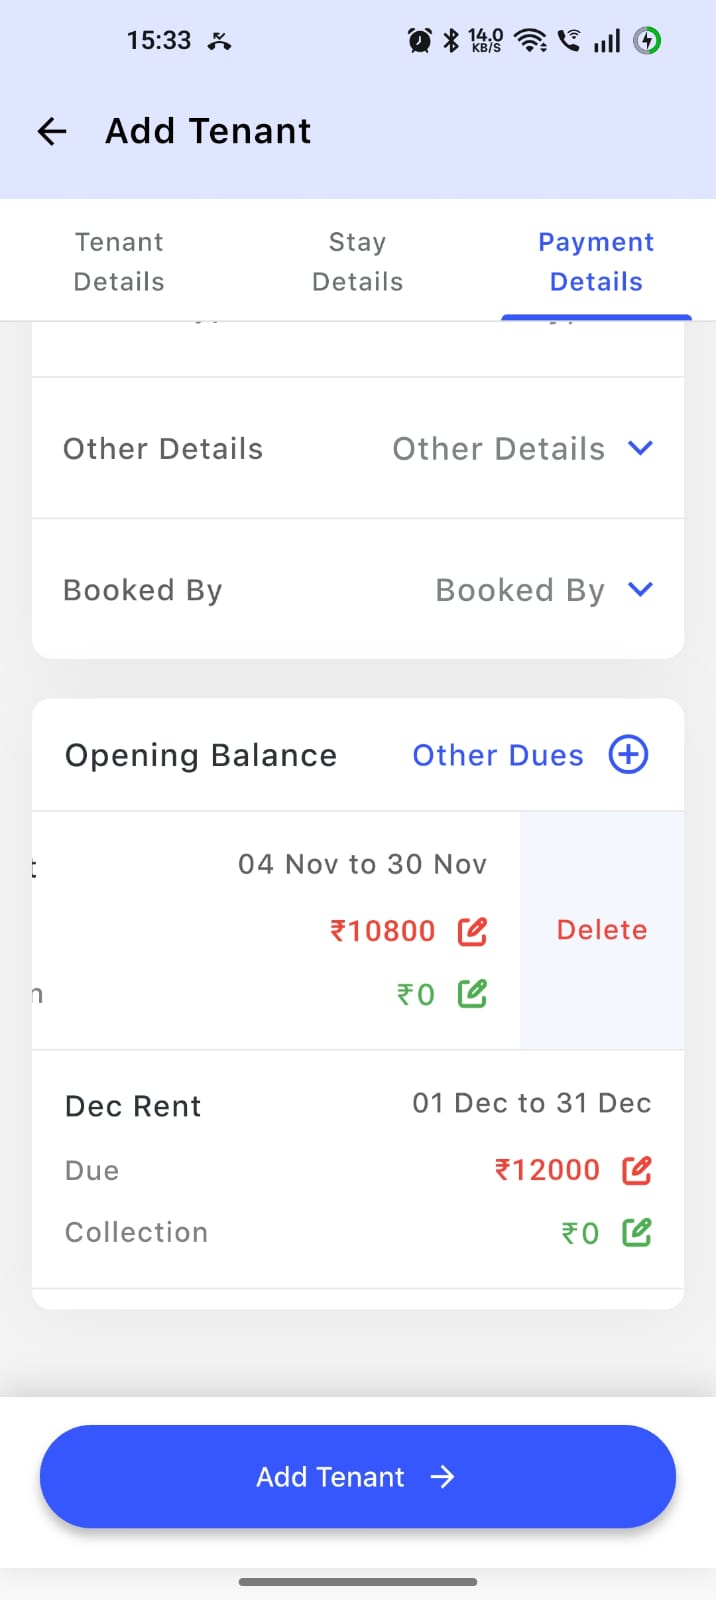 15:33
14.0
KB/S
Add Tenant
Tenant Details
Stay Details
Payment Details
Other Details
Other Details
Booked By
Booked By
Opening Balance
Other Dues
04 Nov to 30 Nov
₹10800
Delete
₹0
Dec Rent
01 Dec to 31 Dec
Due
₹12000
Collection
₹0
Add Tenant